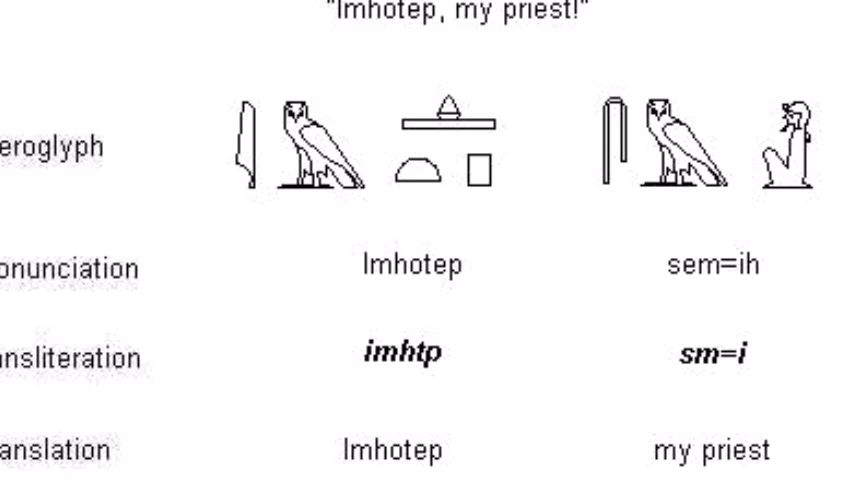 "Imhotep, my priest!"
eroglyph 𓇋 𓅓 𓊵 𓏏 𓊪 𓋴 𓅓 𓀀
onunciation Imhotep sem=ih
ansliteration imhtp sm=i
anslation Imhotep my priest